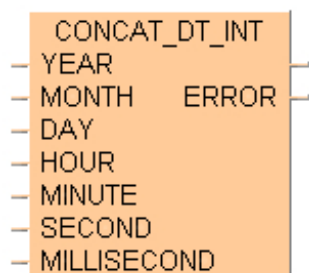 CONCAT_DT_INT
YEAR
MONTH ERROR
DAY
HOUR
MINUTE
SECOND
MILLISECOND